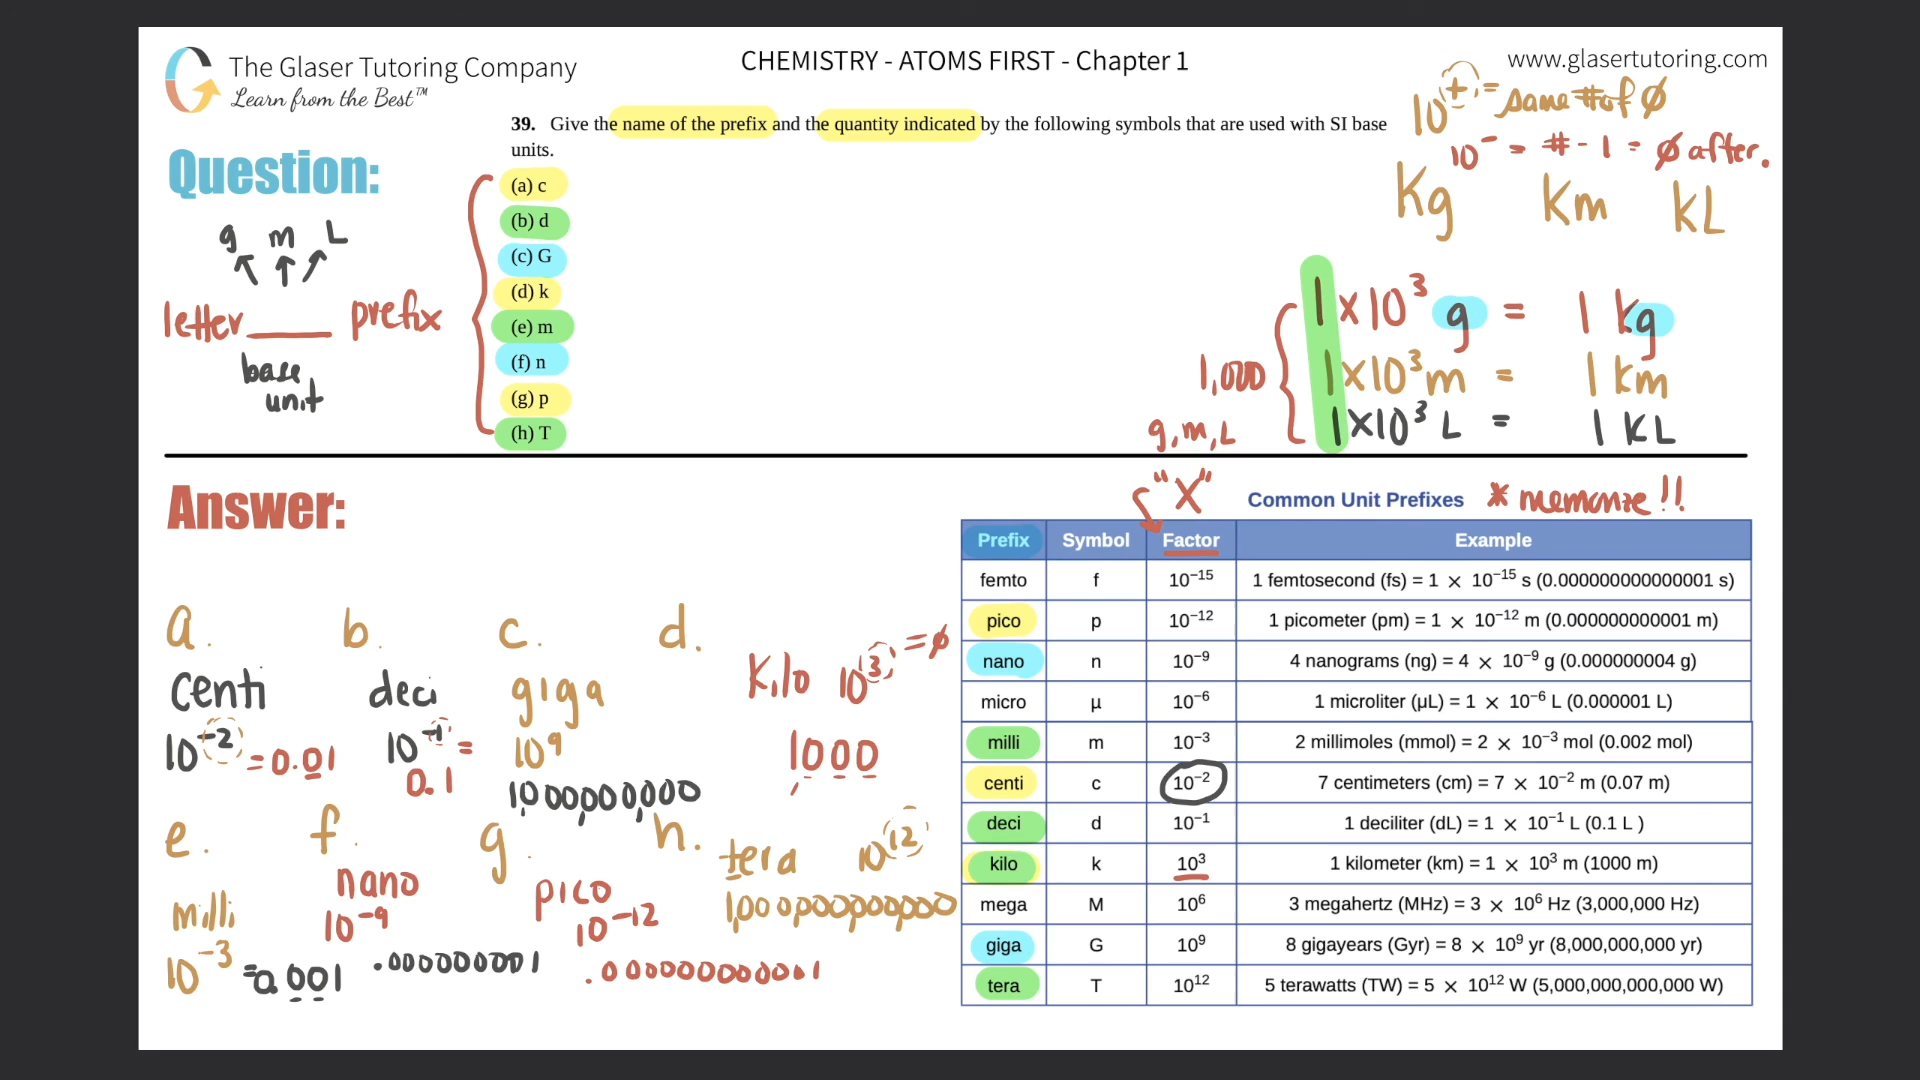 The Glaser Tutoring Company
Learn from the Best™
CHEMISTRY - ATOMS FIRST - Chapter 1
www.glasertutoring.com
10⁺ = same # of 0
10⁻ = # - 1 = 0 after.
39. Give the name of the prefix and the quantity indicated by the following symbols that are used with SI base
units.
Question:
(a) c
(b) d
(c) G
(d) k
(e) m
(f) n
(g) p
(h) T
g m L
letter ____ prefix
base
unit
Kg Km KL
1 x 10³ g = 1 kg
1 x 10³ m = 1 km
1 x 10³ L = 1 KL
1,000
g, m, L
Answer:
"X"
Common Unit Prefixes * memorize!!
Prefix Symbol Factor Example
femto f 10⁻¹⁵ 1 femtosecond (fs) = 1 × 10⁻¹⁵ s (0.000000000000001 s)
pico p 10⁻¹² 1 picometer (pm) = 1 × 10⁻¹² m (0.000000000001 m)
nano n 10⁻⁹ 4 nanograms (ng) = 4 × 10⁻⁹ g (0.000000004 g)
micro µ 10⁻⁶ 1 microliter (µL) = 1 × 10⁻⁶ L (0.000001 L)
milli m 10⁻³ 2 millimoles (mmol) = 2 × 10⁻³ mol (0.002 mol)
centi c 10⁻² 7 centimeters (cm) = 7 × 10⁻² m (0.07 m)
deci d 10⁻¹ 1 deciliter (dL) = 1 × 10⁻¹ L (0.1 L )
kilo k 10³ 1 kilometer (km) = 1 × 10³ m (1000 m)
mega M 10⁶ 3 megahertz (MHz) = 3 × 10⁶ Hz (3,000,000 Hz)
giga G 10⁹ 8 gigayears (Gyr) = 8 × 10⁹ yr (8,000,000,000 yr)
tera T 10¹² 5 terawatts (TW) = 5 × 10¹² W (5,000,000,000,000 W)
a.
centi
10⁻² = 0.01
b.
deci
10⁻¹ =
0.1
c.
giga
10⁹
1,000,000,000
d.
kilo 10³ = 0
1,000
e.
milli
10⁻³ = 0.001
f.
nano
10⁻⁹
.000000001
g.
pico
10⁻¹²
.000000000001
h.
tera 10¹²
1,000,000,000,000